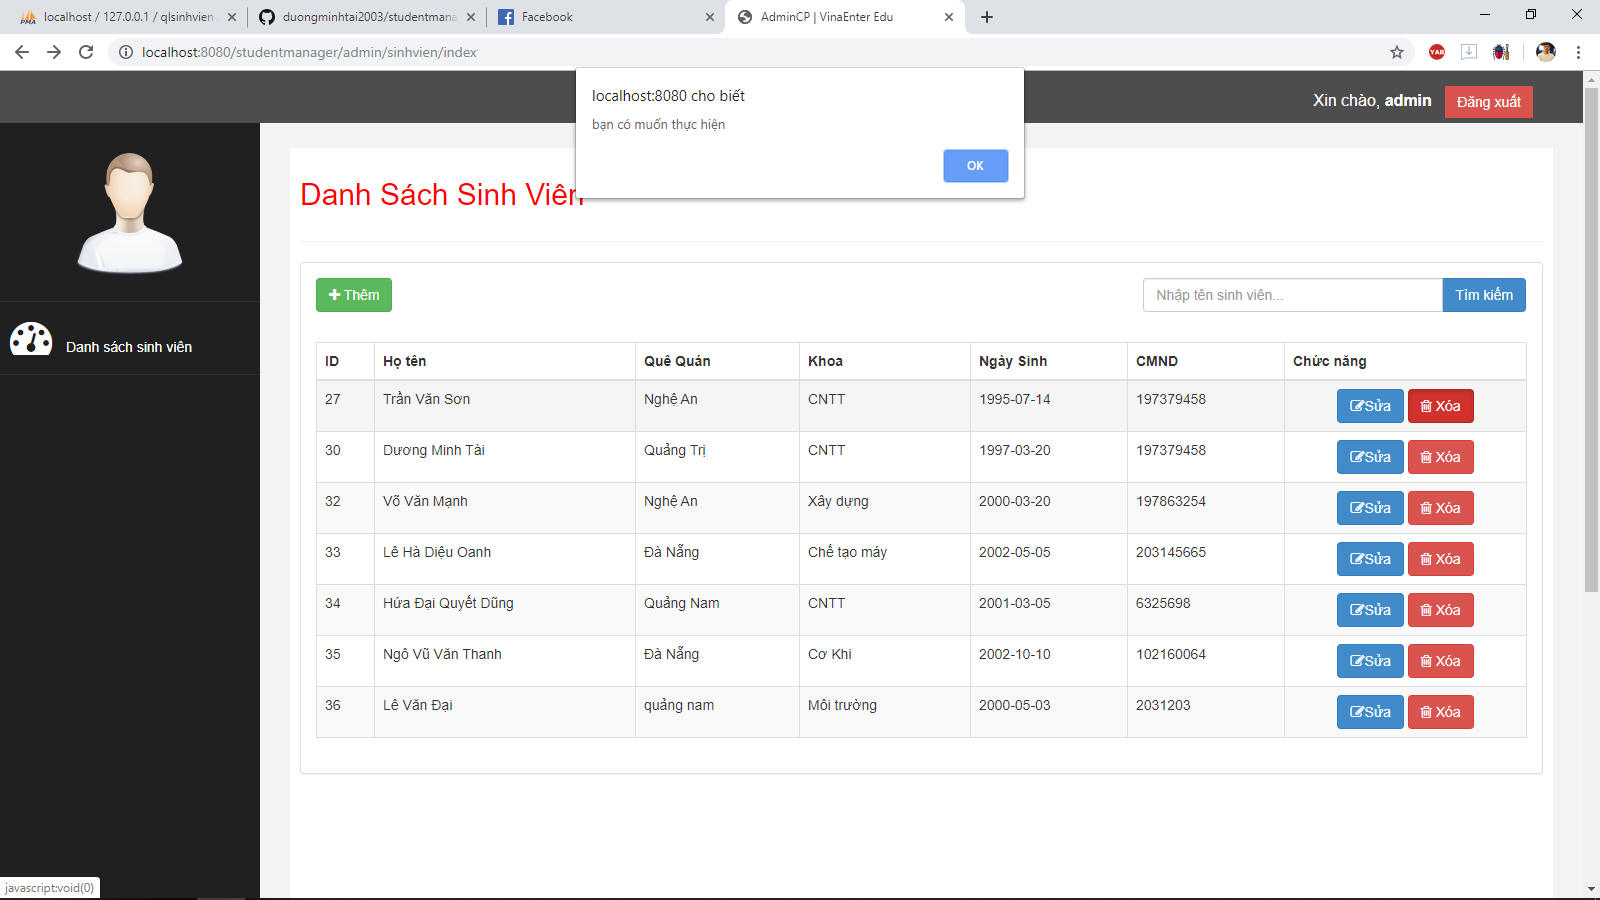 localhost / 127.0.0.1 / qlsinhvien
duongminhtai2003/studentmana
Facebook
AdminCP | VinaEnter Edu
localhost:8080/studentmanager/admin/sinhvien/index
YAB
localhost:8080 cho biết
bạn có muốn thực hiện
OK
Xin chào, admin
Đăng xuất
Danh Sách Sinh Viên
Danh sách sinh viên
Thêm
Nhập tên sinh viên...
Tìm kiếm
ID Họ tên Quê Quán Khoa Ngày Sinh CMND Chức năng
27 Trần Văn Sơn Nghệ An CNTT 1995-07-14 197379458 Sửa Xóa
30 Dương Minh Tài Quảng Trị CNTT 1997-03-20 197379458 Sửa Xóa
32 Võ Văn Mạnh Nghệ An Xây dựng 2000-03-20 197863254 Sửa Xóa
33 Lê Hà Diệu Oanh Đà Nẵng Chế tạo máy 2002-05-05 203145665 Sửa Xóa
34 Hứa Đại Quyết Dũng Quảng Nam CNTT 2001-03-05 6325698 Sửa Xóa
35 Ngô Vũ Văn Thanh Đà Nẵng Cơ Khi 2002-10-10 102160064 Sửa Xóa
36 Lê Văn Đại quảng nam Môi trường 2000-05-03 2031203 Sửa Xóa
javascript:void(0)